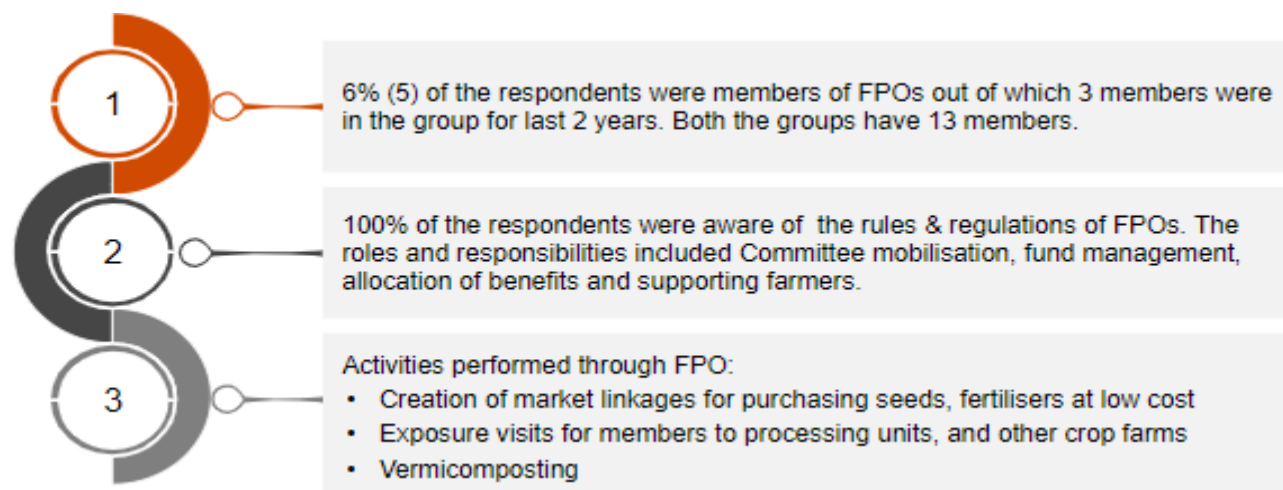 1
6% (5) of the respondents were members of FPOs out of which 3 members were
in the group for last 2 years. Both the groups have 13 members.
2
100% of the respondents were aware of  the rules & regulations of FPOs. The
roles and responsibilities included Committee mobilisation, fund management,
allocation of benefits and supporting farmers.
3
Activities performed through FPO:
• Creation of market linkages for purchasing seeds, fertilisers at low cost
• Exposure visits for members to processing units, and other crop farms
• Vermicomposting